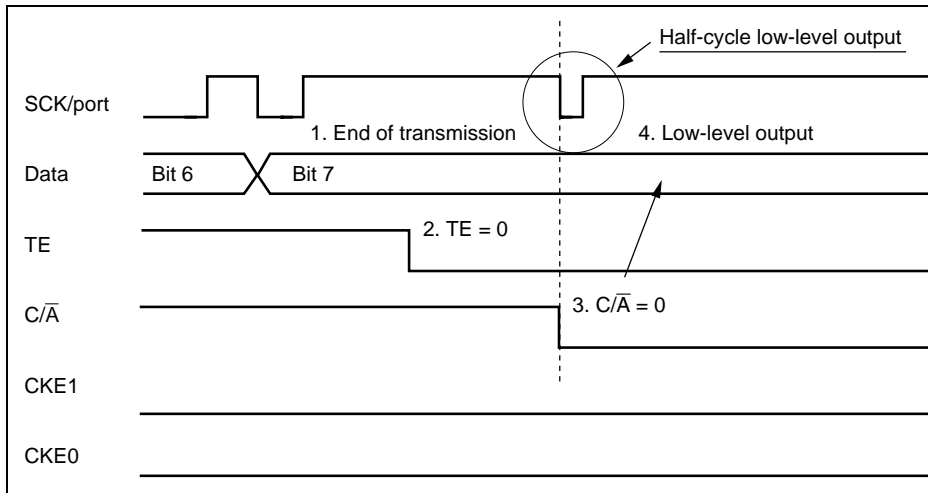 Half-cycle low-level output
SCK/port
1. End of transmission
4. Low-level output
Data
Bit 6
Bit 7
TE
2. TE = 0
C/A̅
3. C/A̅ = 0
CKE1
CKE0